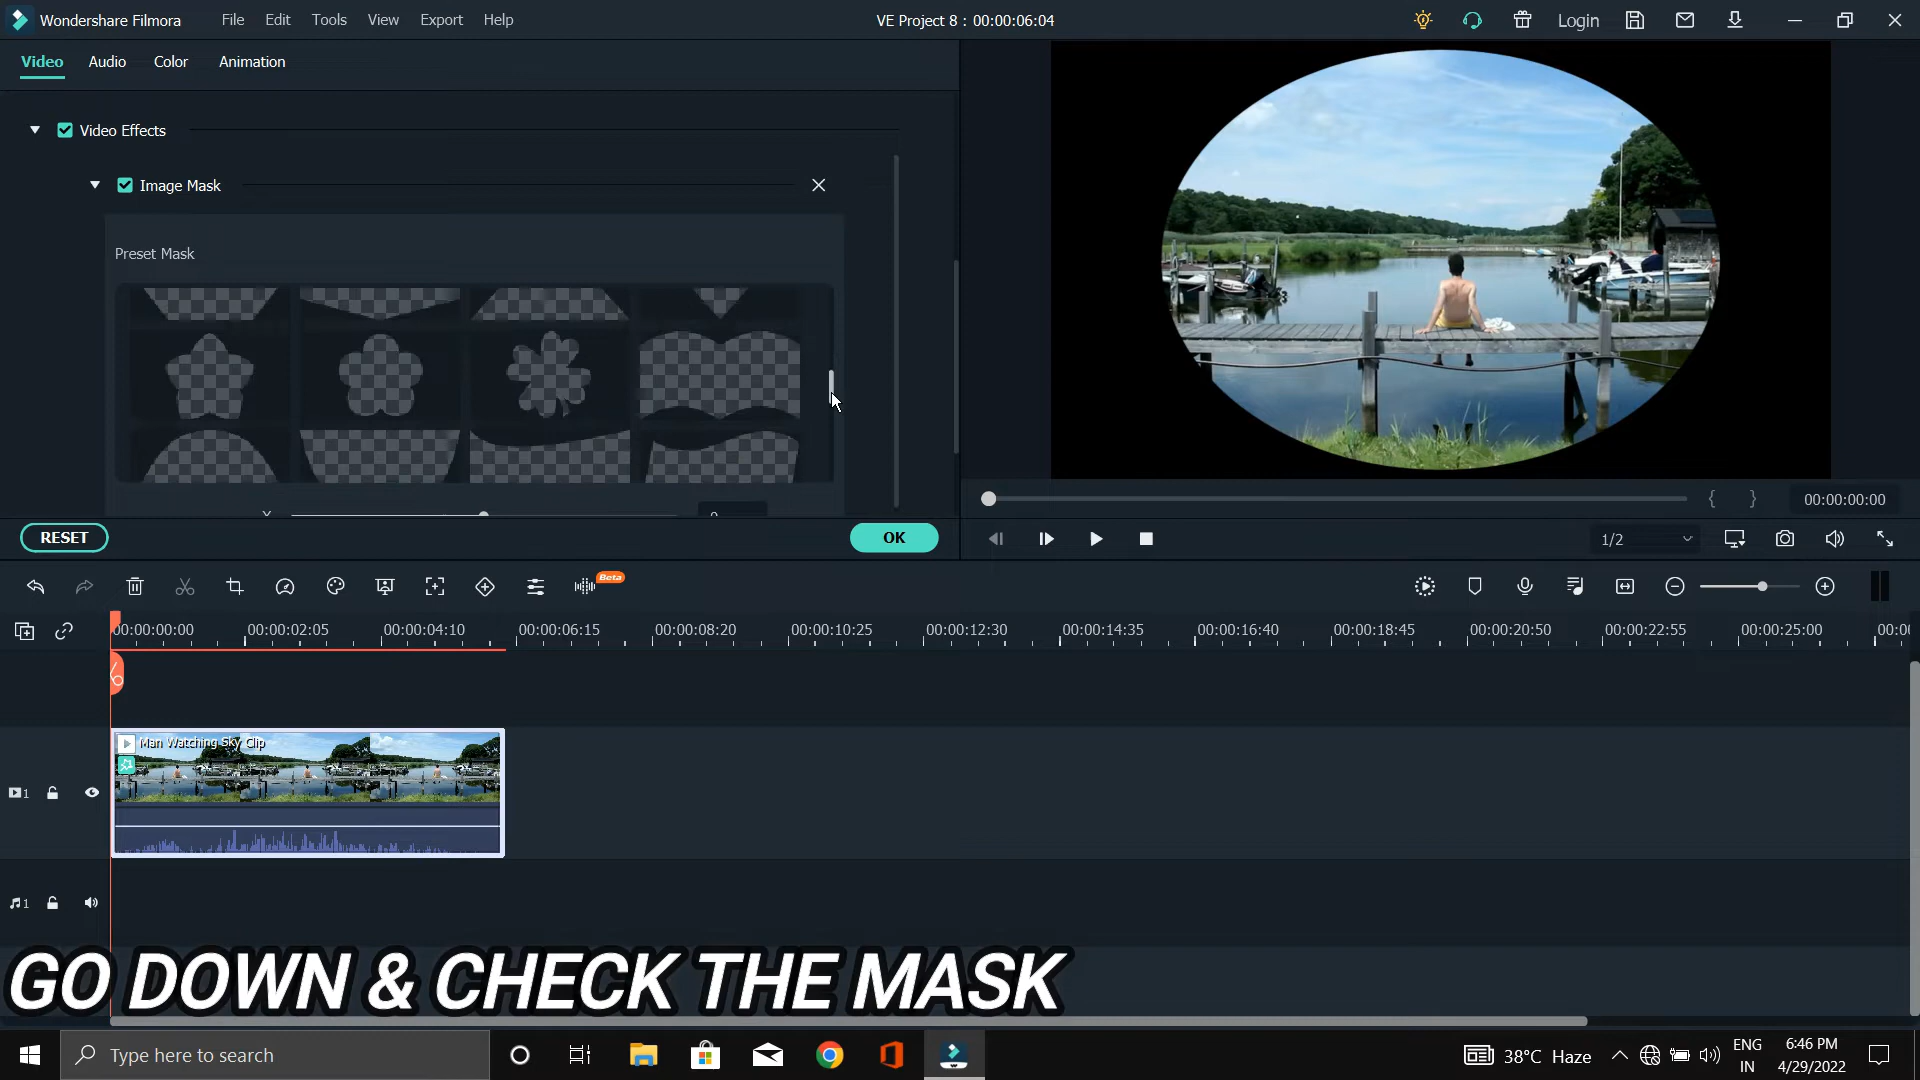 Wondershare Filmora File Edit Tools View Export Help VE Project 8 : 00:00:06:04 Login
Video Audio Color Animation
Video Effects
Image Mask
Preset Mask
RESET OK
00:00:00:00
1/2
Beta
00:00:00:00 00:00:02:05 00:00:04:10 00:00:06:15 00:00:08:20 00:00:10:25 00:00:12:30 00:00:14:35 00:00:16:40 00:00:18:45 00:00:20:50 00:00:22:55 00:00:25:00 00:00:
Man Watching Sky Clip
1
1
GO DOWN & CHECK THE MASK
Type here to search
38°C Haze
ENG
IN
6:46 PM
4/29/2022